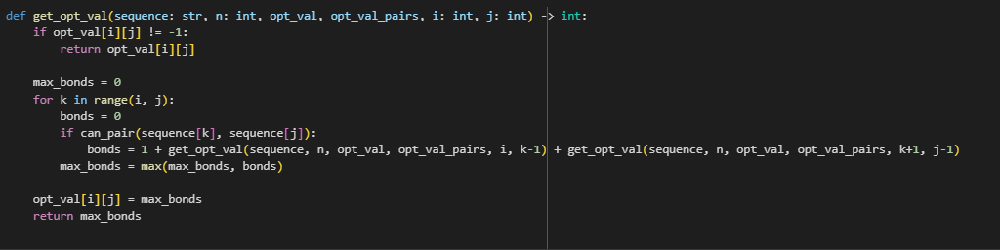 def get_opt_val(sequence: str, n: int, opt_val, opt_val_pairs, i: int, j: int) -> int:
    if opt_val[i][j] != -1:
        return opt_val[i][j]

    max_bonds = 0
    for k in range(i, j):
        bonds = 0
        if can_pair(sequence[k], sequence[j]):
            bonds = 1 + get_opt_val(sequence, n, opt_val, opt_val_pairs, i, k-1) + get_opt_val(sequence, n, opt_val, opt_val_pairs, k+1, j-1)
        max_bonds = max(max_bonds, bonds)

    opt_val[i][j] = max_bonds
    return max_bonds